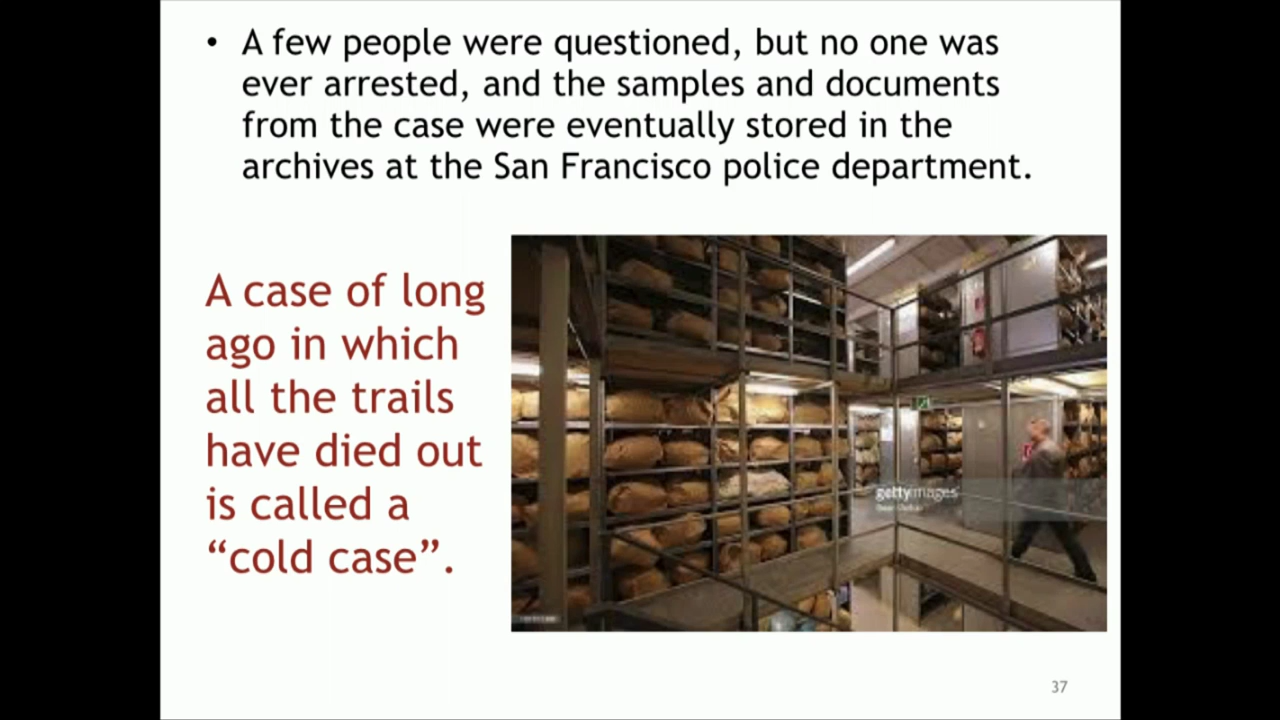 • A few people were questioned, but no one was
ever arrested, and the samples and documents
from the case were eventually stored in the
archives at the San Francisco police department.
A case of long
ago in which
all the trails
have died out
is called a
“cold case”.
gettyimages
37